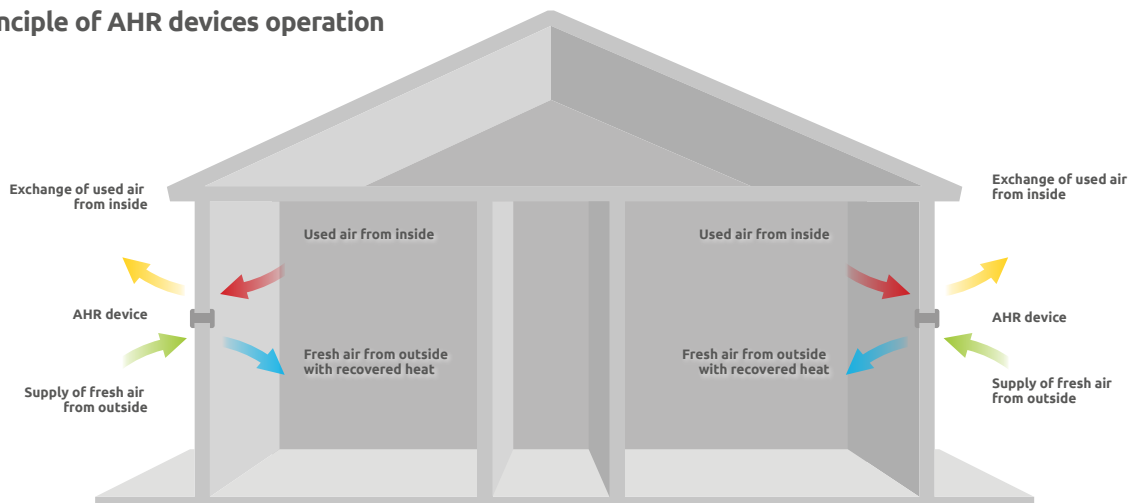 nciple of AHR devices operation
Exchange of used air
from inside
Used air from inside
AHR device
Fresh air from outside
with recovered heat
Supply of fresh air
from outside
Exchange of used air
from inside
Used air from inside
AHR device
Fresh air from outside
with recovered heat
Supply of fresh air
from outside